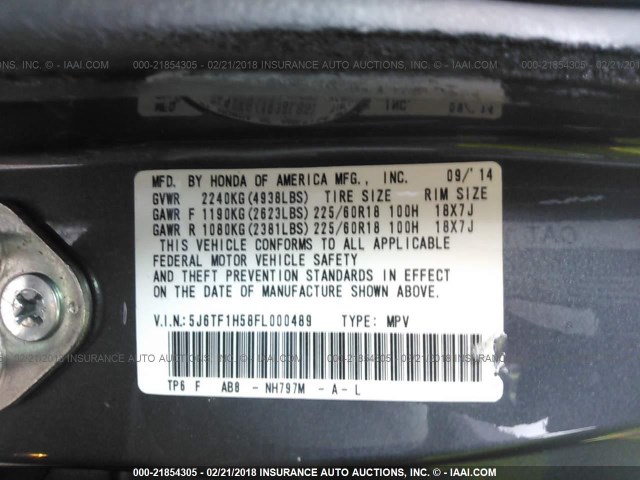 000-21854305 - 02/21/2018 INSURANCE AUTO AUCTIONS, INC. - © IAAI.COM
MFD. BY HONDA OF AMERICA MFG., INC. 09/'14
GVWR 2240KG(4938LBS) TIRE SIZE RIM SIZE
GAWR F 1190KG(2623LBS) 225/60R18 100H 18X7J
GAWR R 1080KG(2381LBS) 225/60R18 100H 18X7J
THIS VEHICLE CONFORMS TO ALL APPLICABLE
FEDERAL MOTOR VEHICLE SAFETY
AND THEFT PREVENTION STANDARDS IN EFFECT
ON THE DATE OF MANUFACTURE SHOWN ABOVE.
V.I.N.:5J6TF1H58FL000489 TYPE: MPV
TP6 F AB8 - NH797M - A - L
000-21854305 - 02/21/2018 INSURANCE AUTO AUCTIONS, INC. - © IAAI.COM